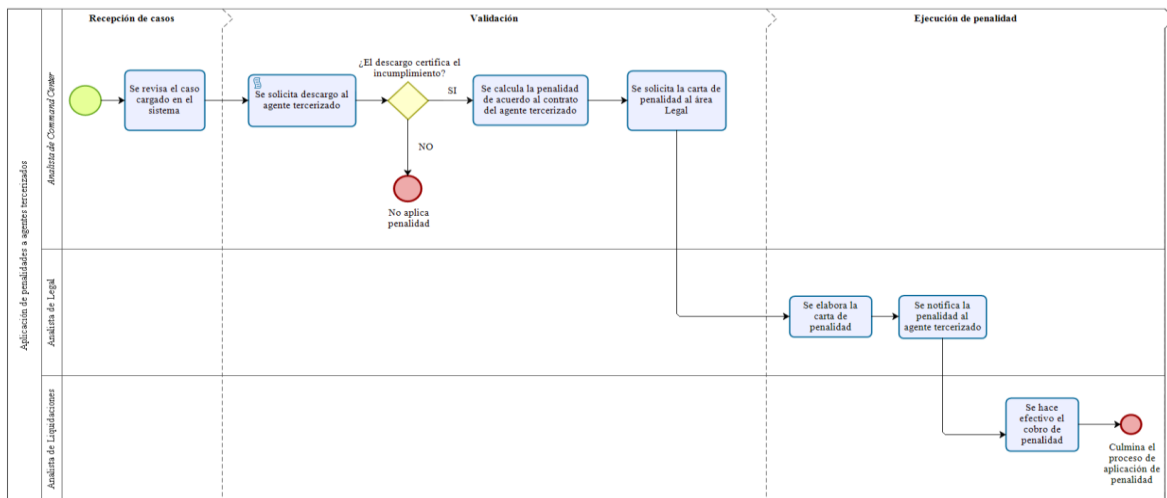 Recepción de casos
Validación
Ejecución de penalidad
Aplicación de penalidades a agentes tercerizados
Analista de Command Center
Se revisa el caso
cargado en el
sistema
Se solicita descargo al
agente tercerizado
¿El descargo certifica el
incumplimiento?
SI
NO
No aplica
penalidad
Se calcula la penalidad
de acuerdo al contrato
del agente tercerizado
Se solicita la carta de
penalidad al área
Legal
Analista de Legal
Se elabora la
carta de
penalidad
Se notifica la
penalidad al
agente tercerizado
Analista de Liquidaciones
Se hace
efectivo el
cobro de
penalidad
Culmina el
proceso de
aplicación de
penalidad